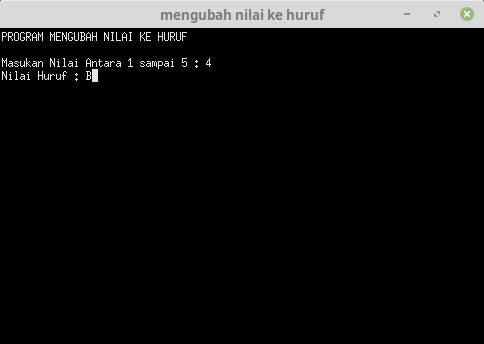 mengubah nilai ke huruf
PROGRAM MENGUBAH NILAI KE HURUF
Masukan Nilai Antara 1 sampai 5 : 4
Nilai Huruf : B